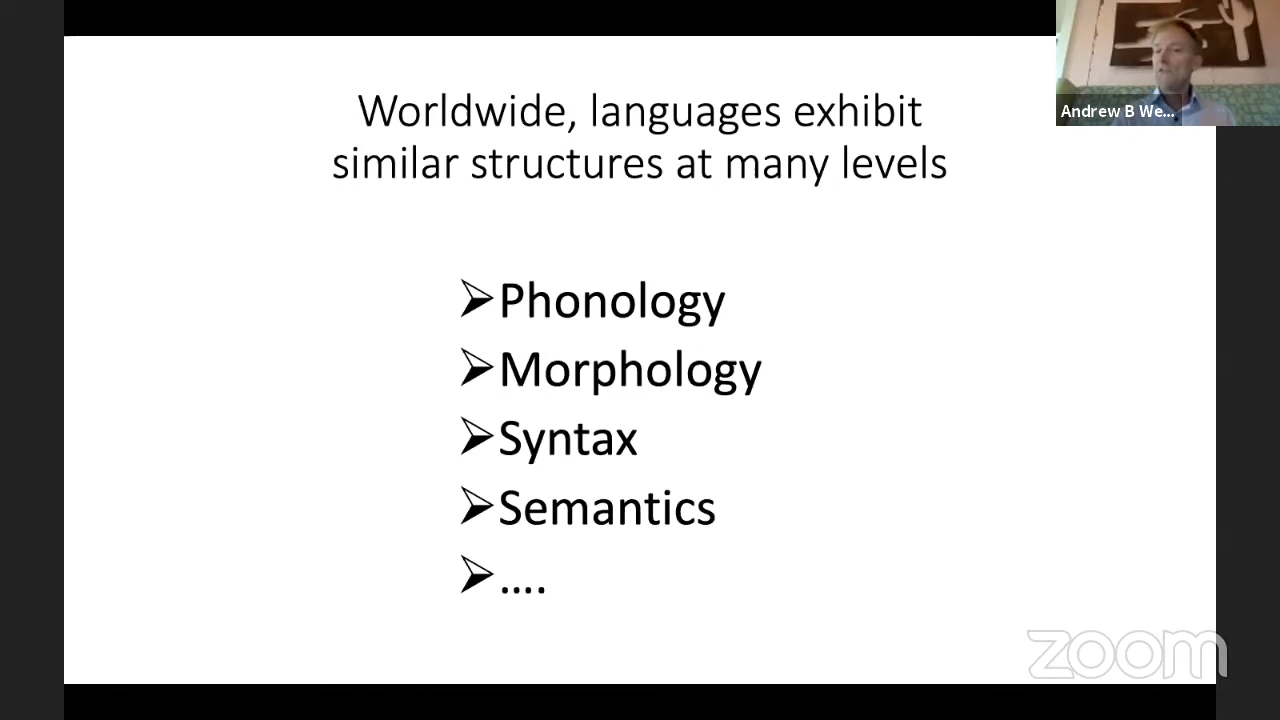 Worldwide, languages exhibit
similar structures at many levels
Andrew B We...
➢Phonology
➢Morphology
➢Syntax
➢Semantics
➢....
zoom